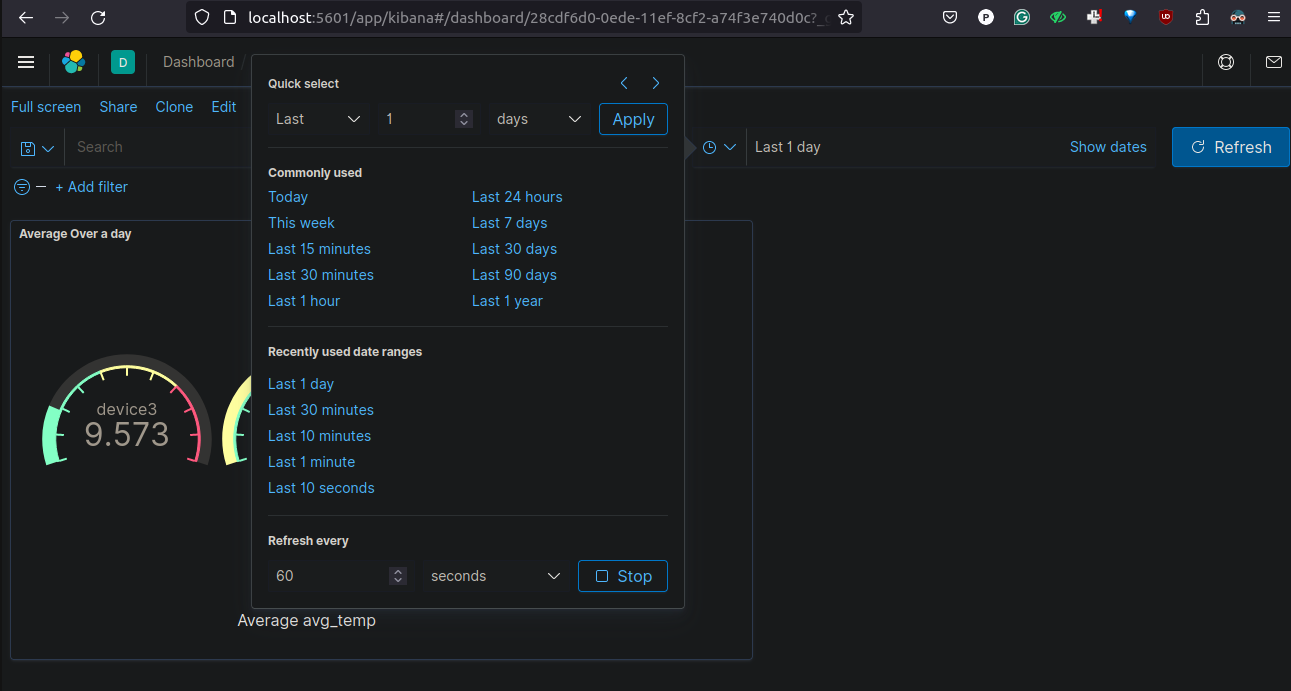 localhost:5601/app/kibana#/dashboard/28cdf6d0-0ede-11ef-8cf2-a74f3e740d0c?_
D
Dashboard
Full screen Share Clone Edit
Search
Last 1 day
Show dates
Refresh
+ Add filter
Average Over a day
device3
9.573
Average avg_temp
Quick select
Last 1 days Apply
Commonly used
Today Last 24 hours
This week Last 7 days
Last 15 minutes Last 30 days
Last 30 minutes Last 90 days
Last 1 hour Last 1 year
Recently used date ranges
Last 1 day
Last 30 minutes
Last 10 minutes
Last 1 minute
Last 10 seconds
Refresh every
60 seconds Stop